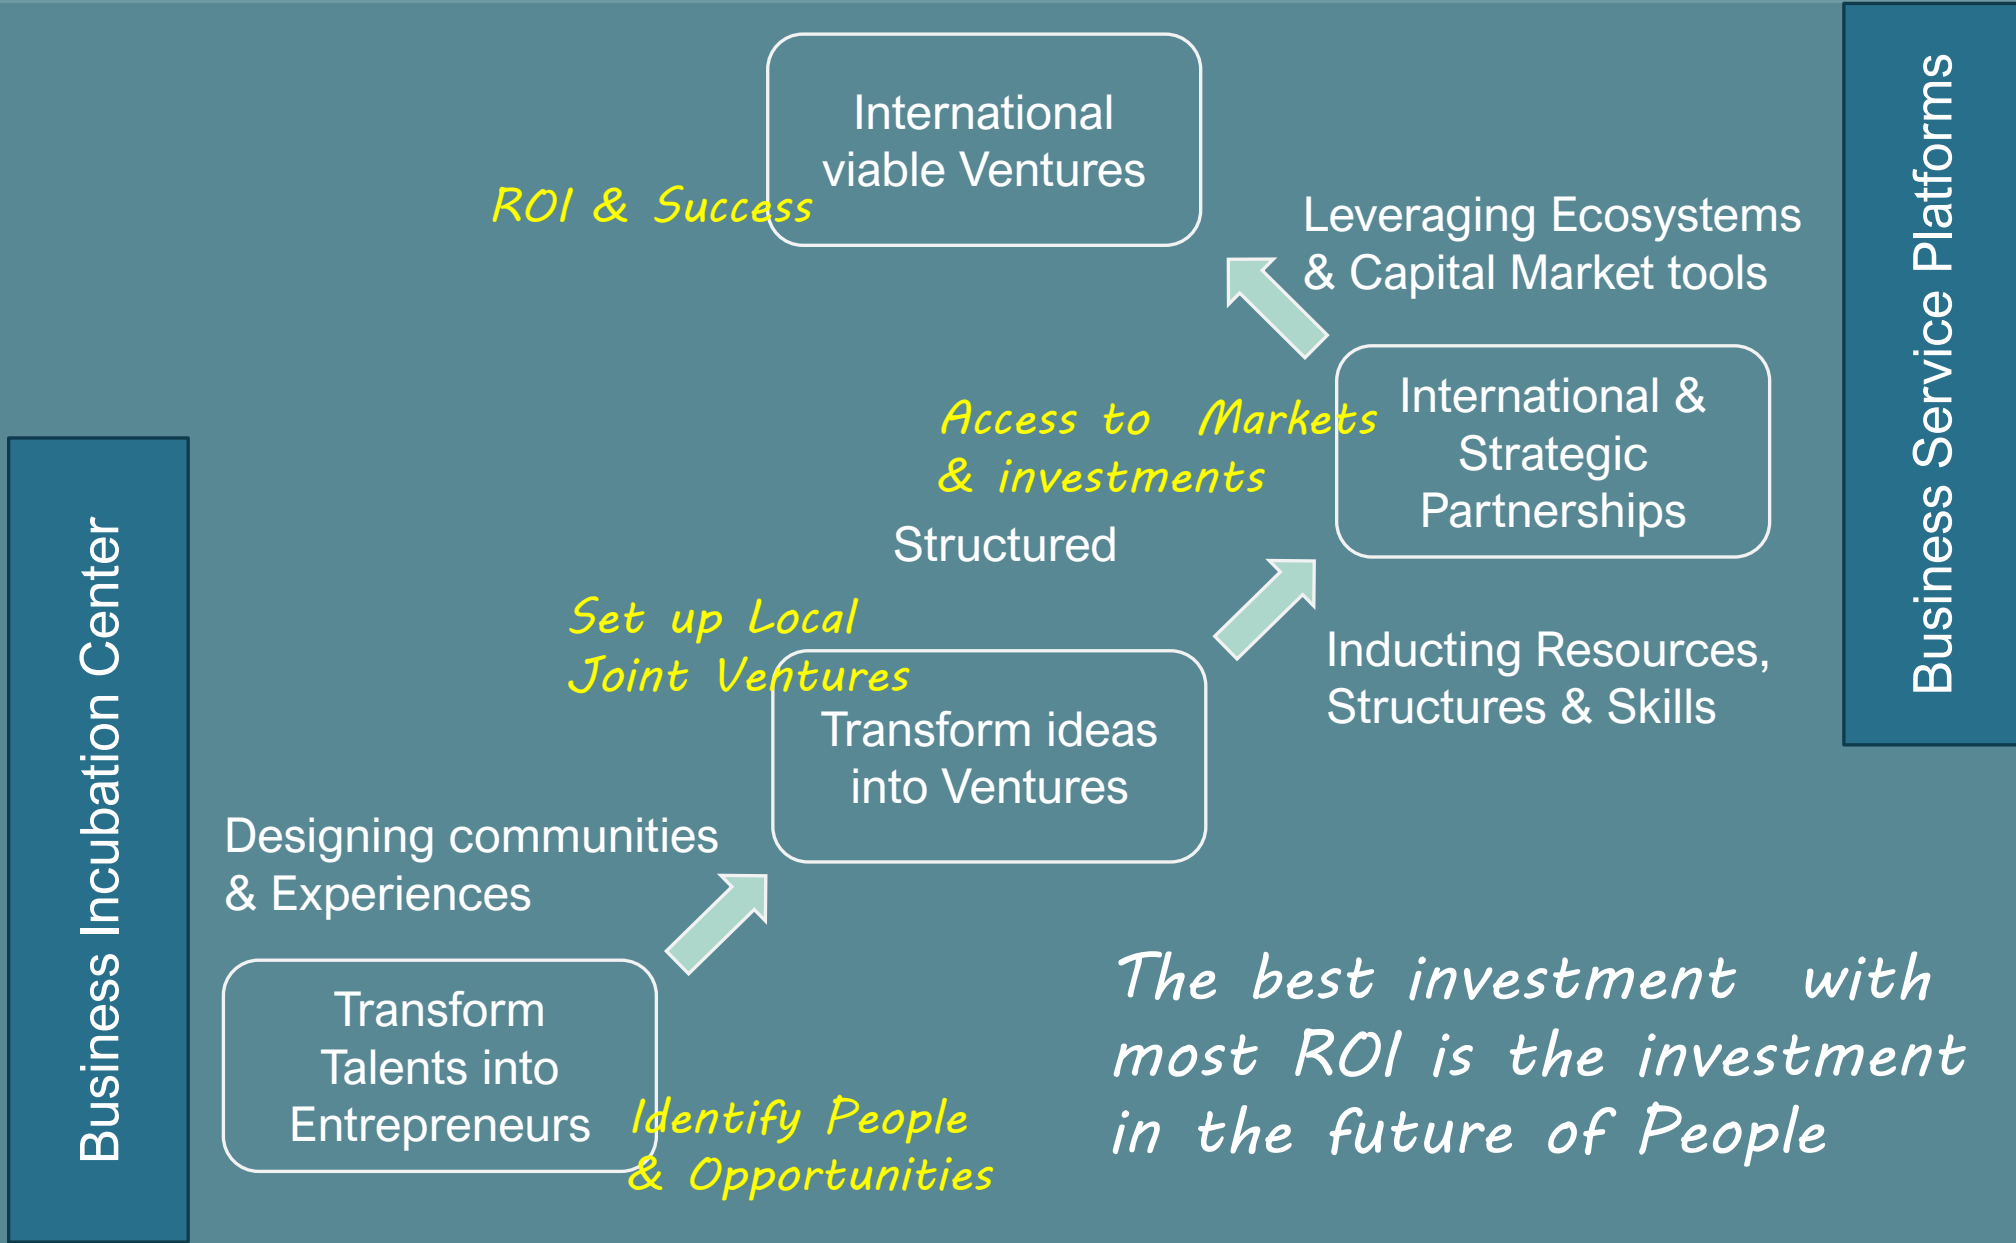 International
viable Ventures
ROI & Success
Leveraging Ecosystems
& Capital Market tools
Business Service Platforms
International &
Strategic
Partnerships
Access to Markets
& investments
Structured
Set up Local
Joint Ventures
Inducting Resources,
Structures & Skills
Transform ideas
into Ventures
Business Incubation Center
Designing communities
& Experiences
Transform
Talents into
Entrepreneurs
Identify People
& Opportunities
The best investment with
most ROI is the investment
in the future of People